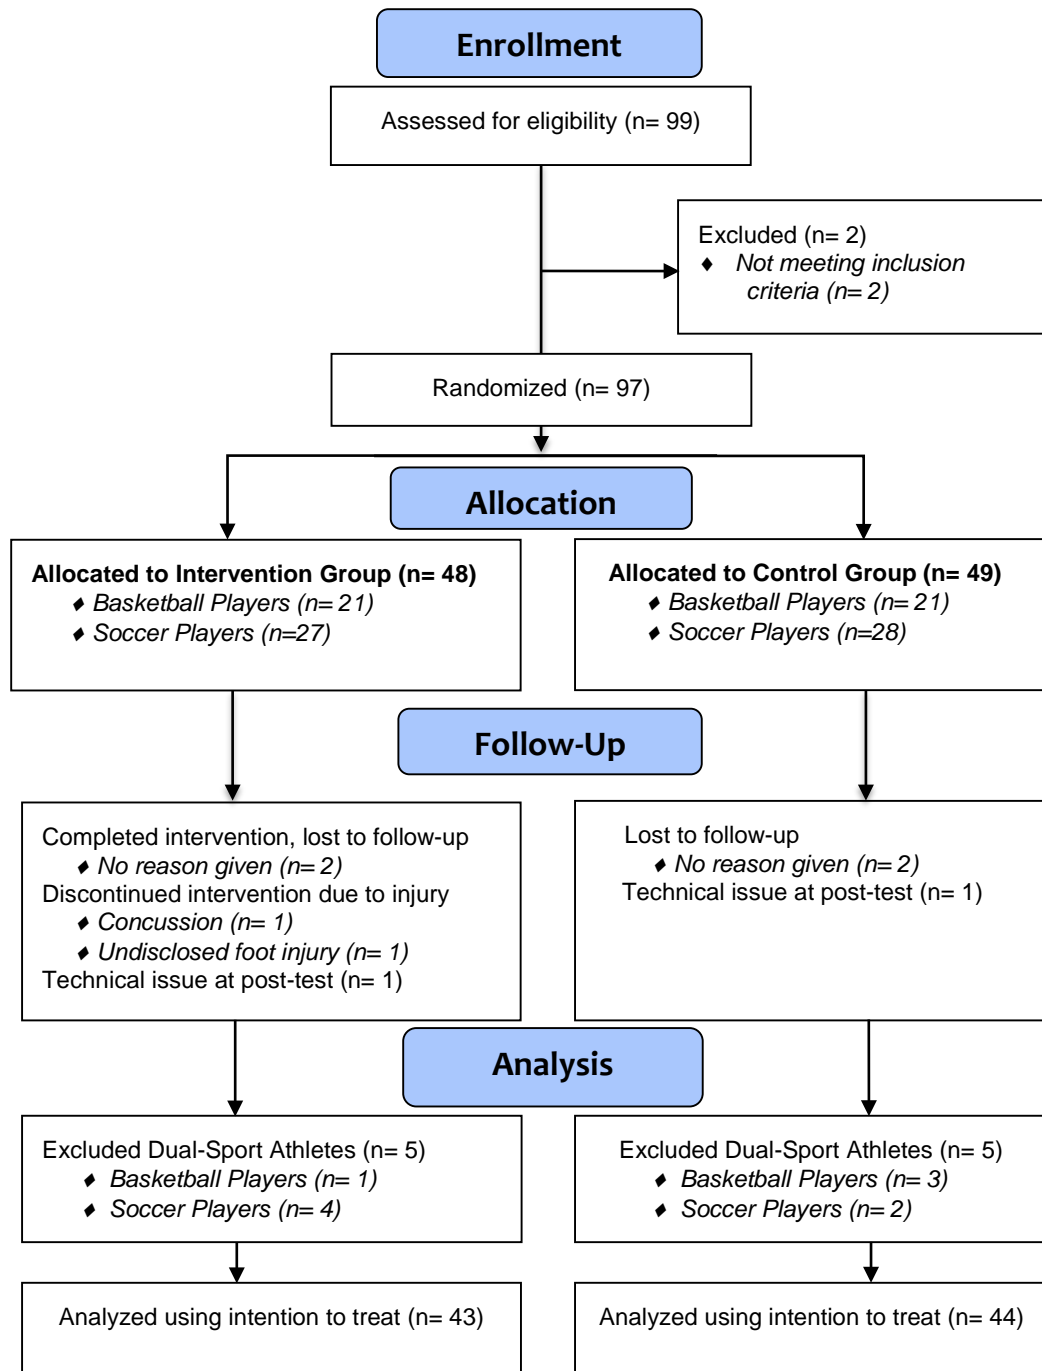 Enrollment
Assessed for eligibility (n= 99)
Excluded (n= 2)
♦ Not meeting inclusion
criteria (n= 2)
Randomized (n= 97)
Allocation
Allocated to Intervention Group (n= 48)
♦ Basketball Players (n= 21)
♦ Soccer Players (n=27)
Allocated to Control Group (n= 49)
♦ Basketball Players (n= 21)
♦ Soccer Players (n=28)
Follow-Up
Completed intervention, lost to follow-up
♦ No reason given (n= 2)
Discontinued intervention due to injury
♦ Concussion (n= 1)
♦ Undisclosed foot injury (n= 1)
Technical issue at post-test (n= 1)
Lost to follow-up
♦ No reason given (n= 2)
Technical issue at post-test (n= 1)
Analysis
Excluded Dual-Sport Athletes (n= 5)
♦ Basketball Players (n= 1)
♦ Soccer Players (n= 4)
Excluded Dual-Sport Athletes (n= 5)
♦ Basketball Players (n= 3)
♦ Soccer Players (n= 2)
Analyzed using intention to treat (n= 43)
Analyzed using intention to treat (n= 44)